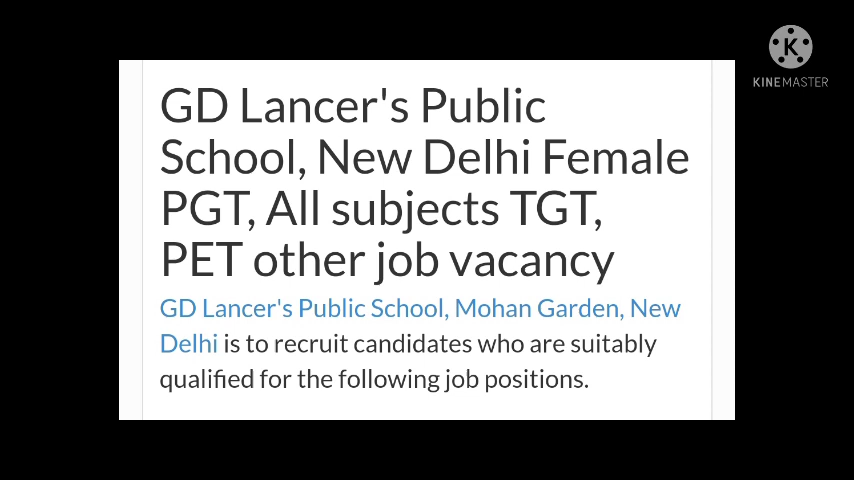 K
KINEMASTER
GD Lancer's Public
School, New Delhi Female
PGT, All subjects TGT,
PET other job vacancy
GD Lancer's Public School, Mohan Garden, New
Delhi is to recruit candidates who are suitably
qualified for the following job positions.